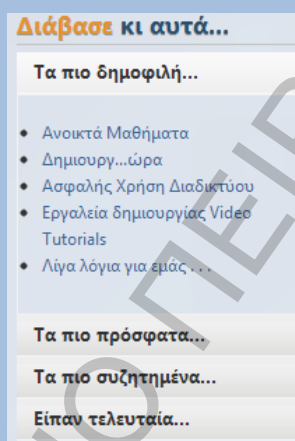 Διάβασε κι αυτά...
Τα πιο δημοφιλή...
Ανοικτά Μαθήματα
Δημιουργ...ώρα
Ασφαλής Χρήση Διαδικτύου
Εργαλεία δημιουργίας Video
Tutorials
Λίγα λόγια για εμάς . . .
Τα πιο πρόσφατα...
Τα πιο συζητημένα...
Είπαν τελευταία...